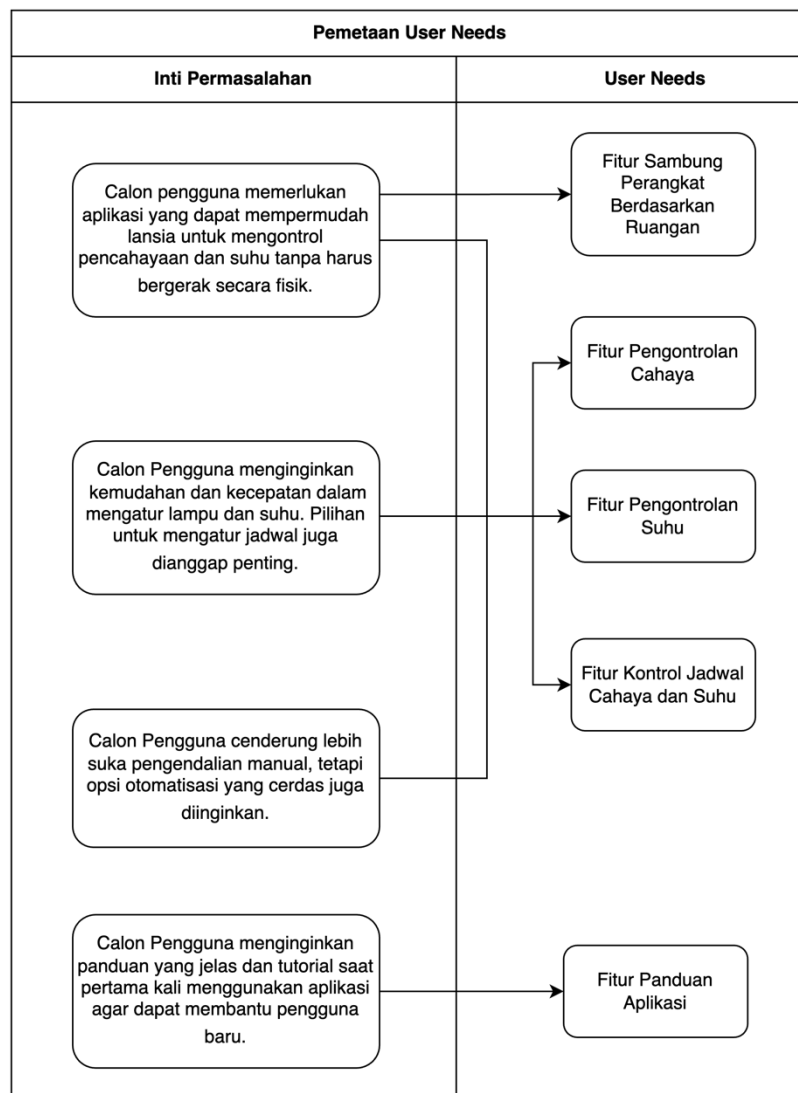 Pemetaan User Needs
Inti Permasalahan
User Needs
Calon pengguna memerlukan
aplikasi yang dapat mempermudah
lansia untuk mengontrol
pencahayaan dan suhu tanpa harus
bergerak secara fisik.
Fitur Sambung
Perangkat
Berdasarkan
Ruangan
Fitur Pengontrolan
Cahaya
Calon Pengguna menginginkan
kemudahan dan kecepatan dalam
mengatur lampu dan suhu. Pilihan
untuk mengatur jadwal juga
dianggap penting.
Fitur Pengontrolan
Suhu
Fitur Kontrol Jadwal
Cahaya dan Suhu
Calon Pengguna cenderung lebih
suka pengendalian manual, tetapi
opsi otomatisasi yang cerdas juga
diinginkan.
Calon Pengguna menginginkan
panduan yang jelas dan tutorial saat
pertama kali menggunakan aplikasi
agar dapat membantu pengguna
baru.
Fitur Panduan
Aplikasi